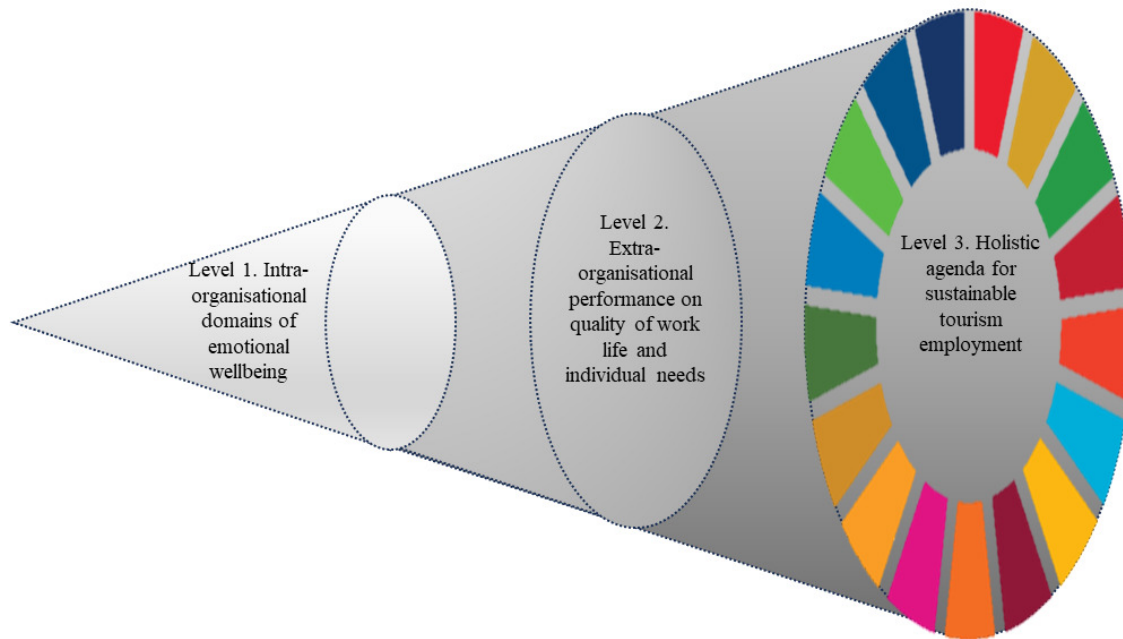 Level 1. Intra-
organisational
domains of
emotional
wellbeing
Level 2.
Extra-
organisational
performance on
quality of work
life and
individual needs
Level 3. Holistic
agenda for
sustainable
tourism
employment